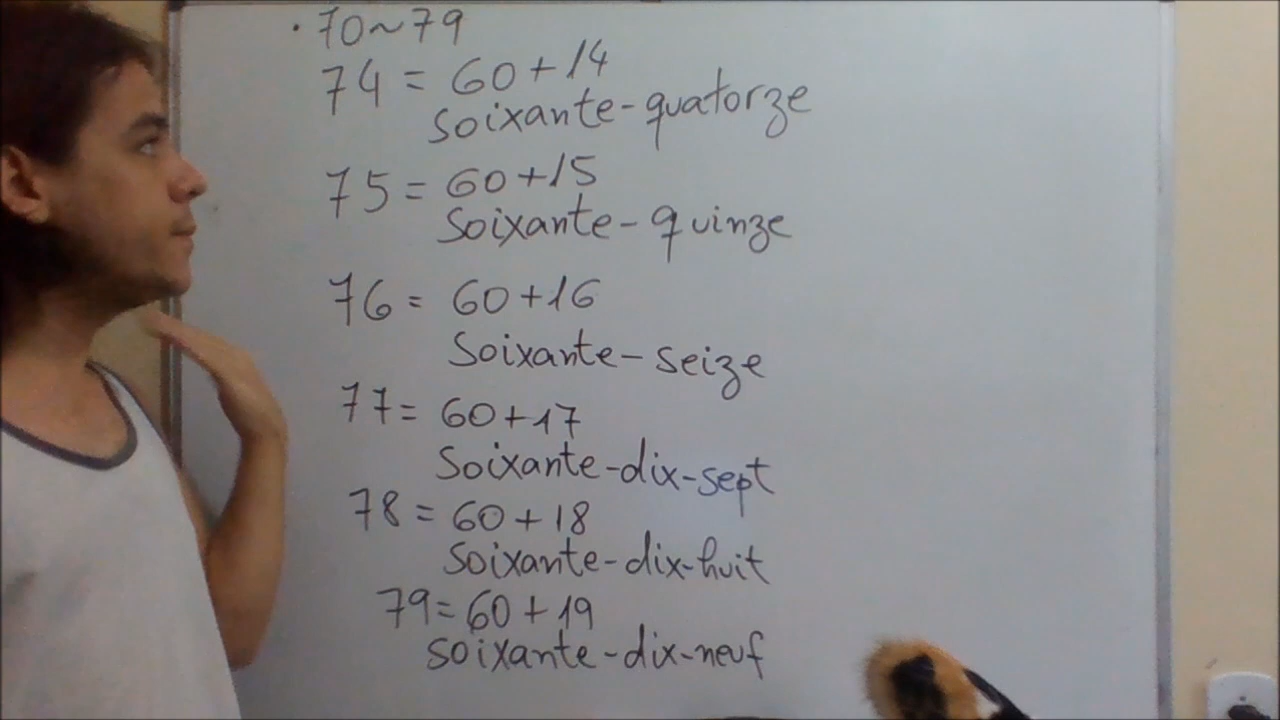 · 70~79
74 = 60+14
soixante-quatorze
75 = 60+15
Soixante-quinze
76 = 60+16
Soixante-seize
77= 60+17
Soixante-dix-sept
78 = 60+18
Soixante-dix-huit
79=60+19
soixante-dix-neuf